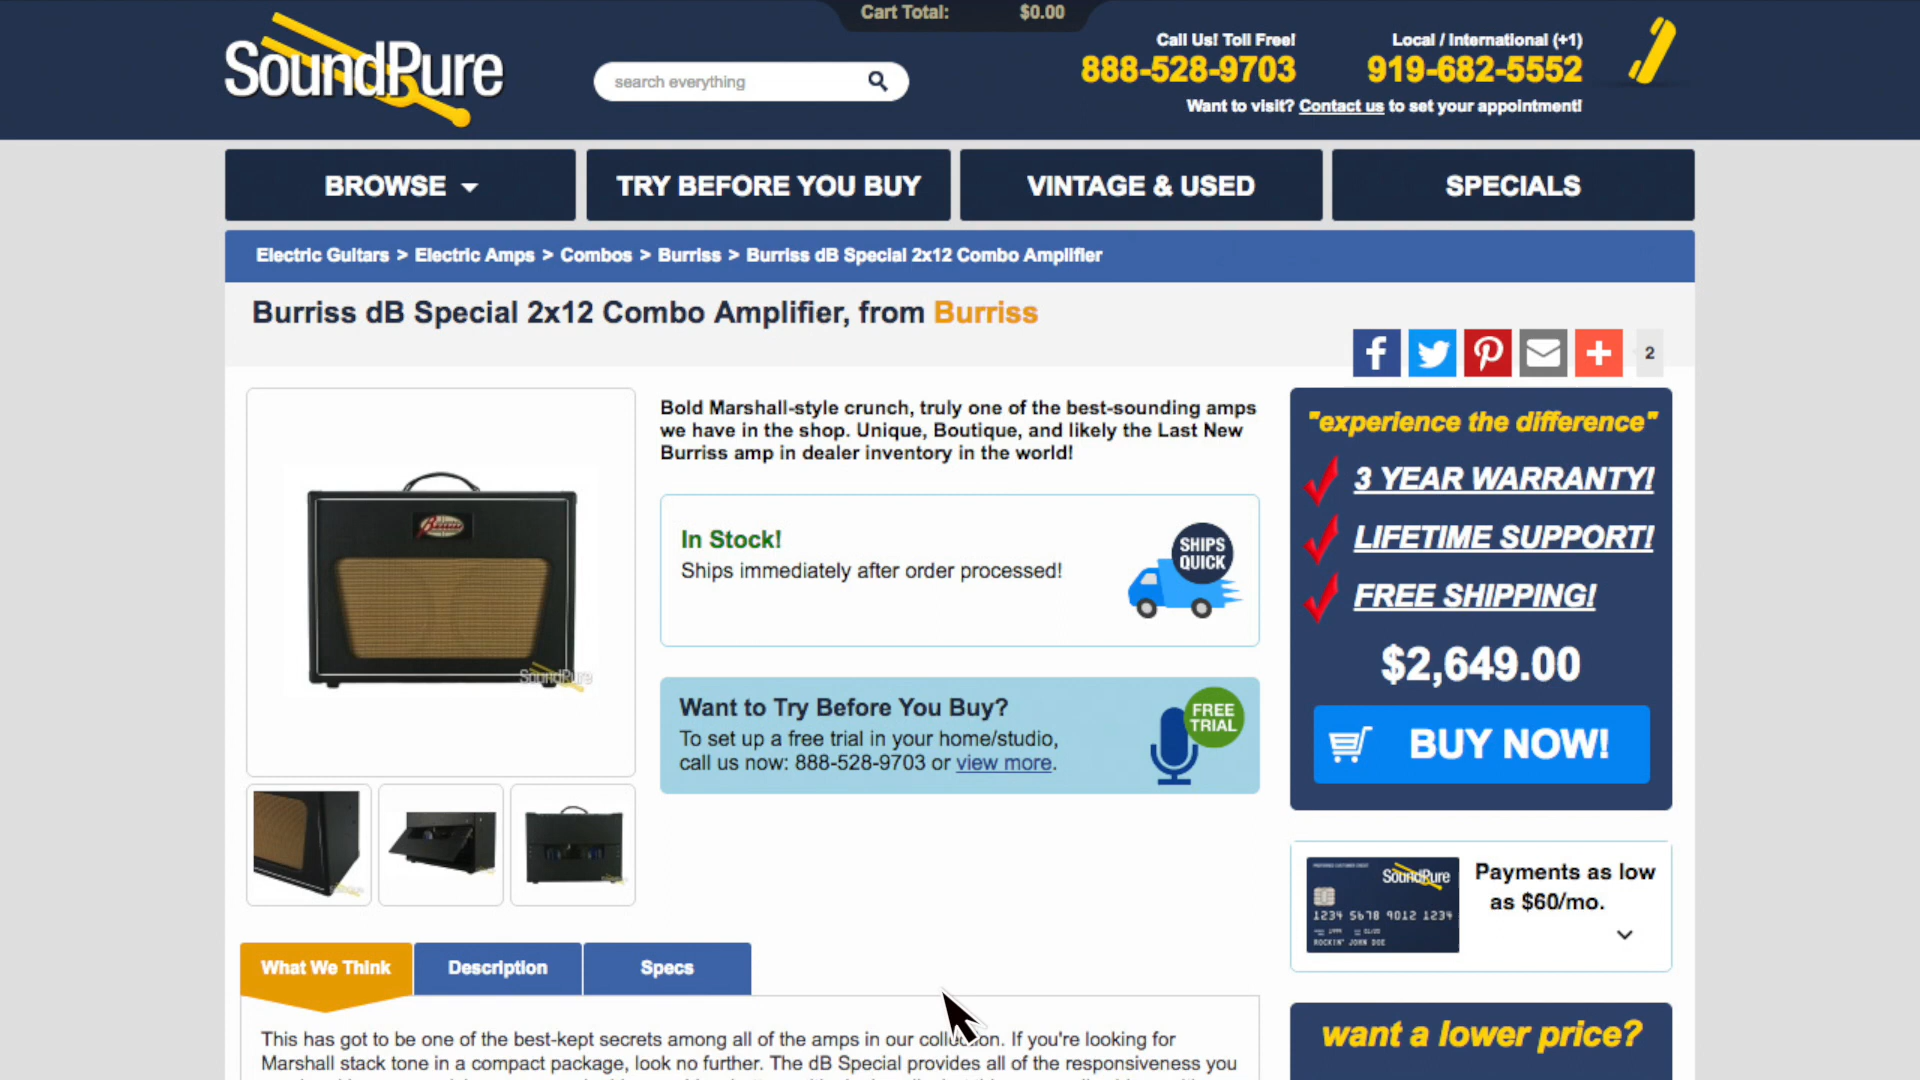 Cart Total: $0.00
SoundPure
search everything
Call Us! Toll Free!
888-528-9703
Local / International (+1)
919-682-5552
Want to visit? Contact us to set your appointment!
BROWSE
TRY BEFORE YOU BUY
VINTAGE & USED
SPECIALS
Electric Guitars > Electric Amps > Combos > Burriss > Burriss dB Special 2x12 Combo Amplifier
Burriss dB Special 2x12 Combo Amplifier, from Burriss
2
Bold Marshall-style crunch, truly one of the best-sounding amps
we have in the shop. Unique, Boutique, and likely the Last New
Burriss amp in dealer inventory in the world!
In Stock!
Ships immediately after order processed!
SHIPS
QUICK
Want to Try Before You Buy?
To set up a free trial in your home/studio,
call us now: 888-528-9703 or view more.
FREE
TRIAL
SoundPure
"experience the difference"
3 YEAR WARRANTY!
LIFETIME SUPPORT!
FREE SHIPPING!
$2,649.00
BUY NOW!
SoundPure
1234 5678 9012 1234
ROCKIN' JOHN DOE
Payments as low
as $60/mo.
want a lower price?
What We Think
Description
Specs
This has got to be one of the best-kept secrets among all of the amps in our collection. If you're looking for
Marshall stack tone in a compact package, look no further. The dB Special provides all of the responsiveness you